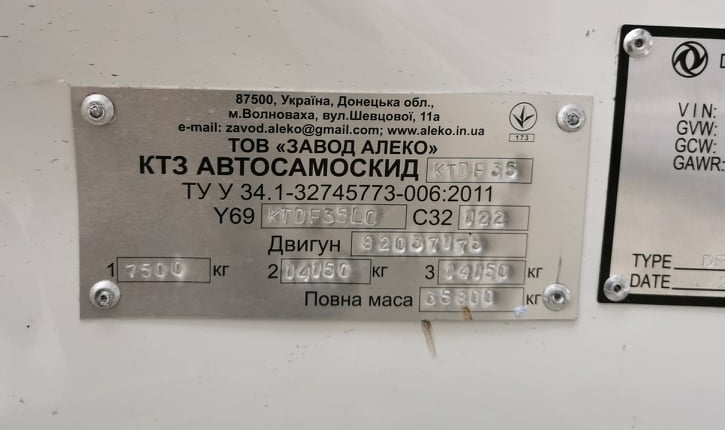 87500, Україна, Донецька обл.,
м.Волноваха, вул.Шевцової, 11а
e-mail: zavod.aleko@gmail.com; www.aleko.in.ua
173
ТОВ «ЗАВОД АЛЕКО»
КТЗ АВТОСАМОСКИД KTDF35
ТУ У 34.1-32745773-006:2011
Y69 KTDF35LC C32
Двигун
1 7500 кг 2 14150 кг 3 14150 кг
Повна маса 35800 кг
VIN:
GVW:
GCW:
GAWR:
TYPE
DATE